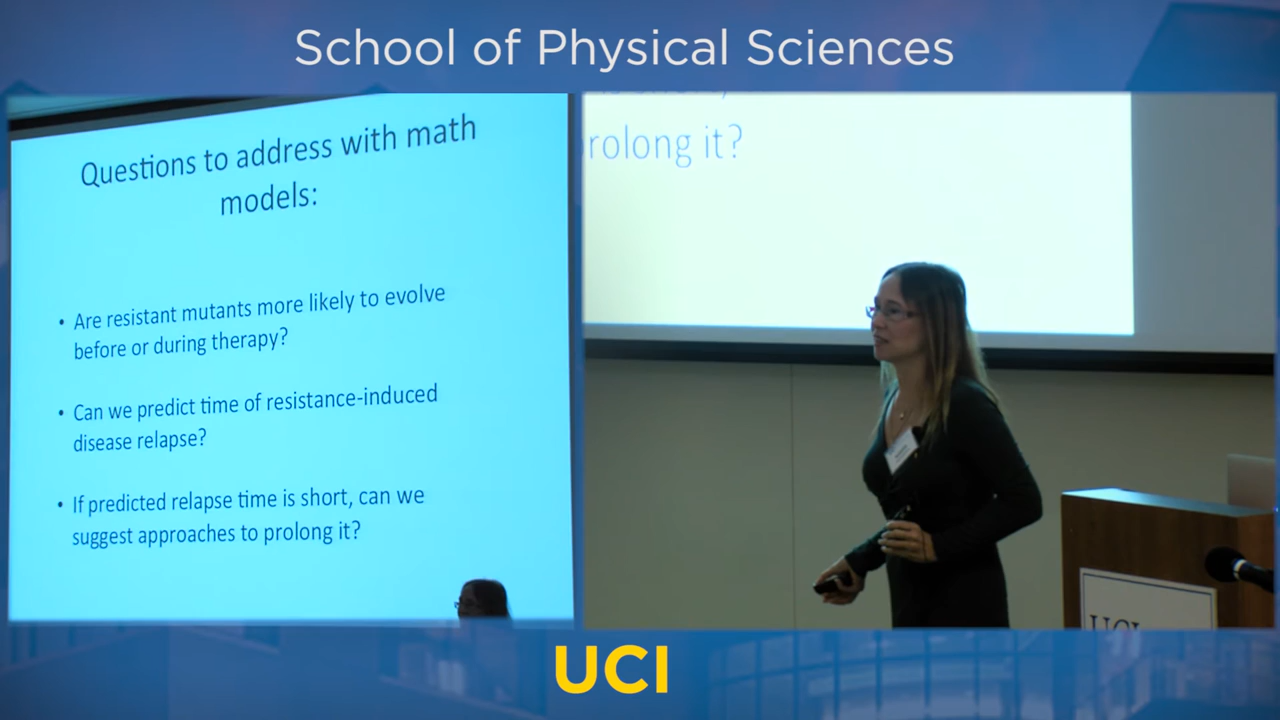 School of Physical Sciences
Questions to address with math
models:
• Are resistant mutants more likely to evolve
before or during therapy?
• Can we predict time of resistance-induced
disease relapse?
• If predicted relapse time is short, can we
suggest approaches to prolong it?
rolong it?
UCI
UCI